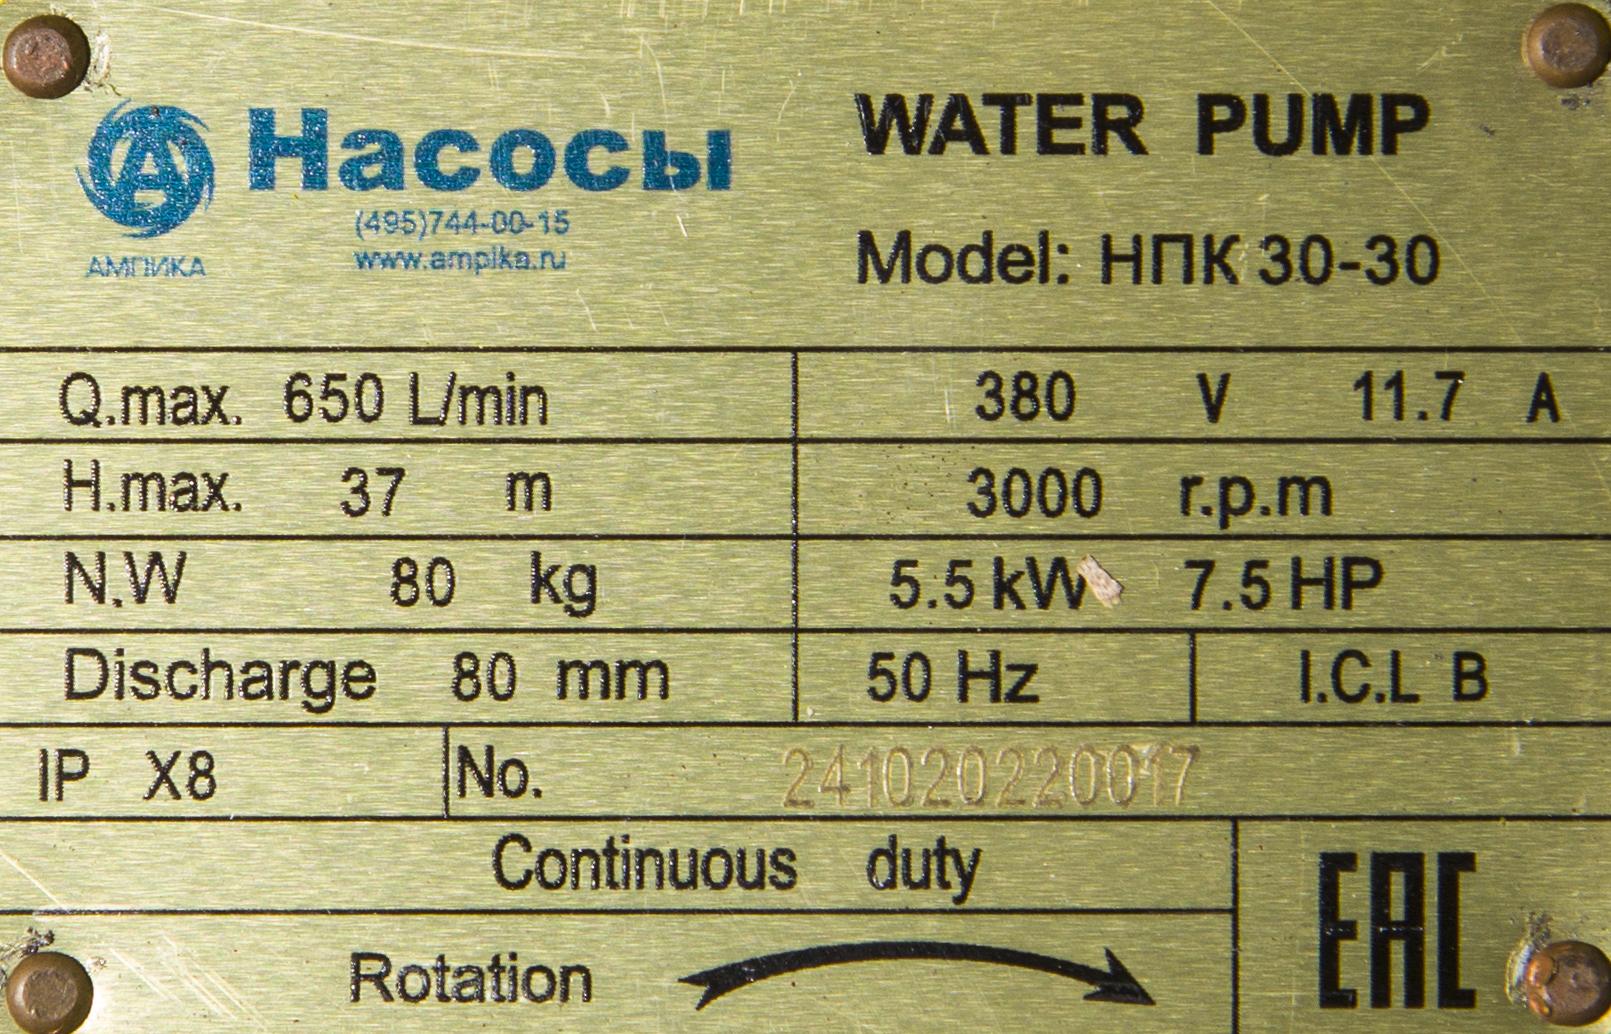 Насосы
(495)744-00-15
www.ampika.ru
АМПИКА
WATER PUMP
Model: НПК 30-30
Q.max. 650 L/min
380 V 11.7 A
H.max. 37 m
3000 r.p.m
N.W 80 kg
5.5 kW 7.5 HP
Discharge 80 mm
50 Hz
I.C.L B
IP X8
No. 241020220017
Continuous duty
Rotation
EAC